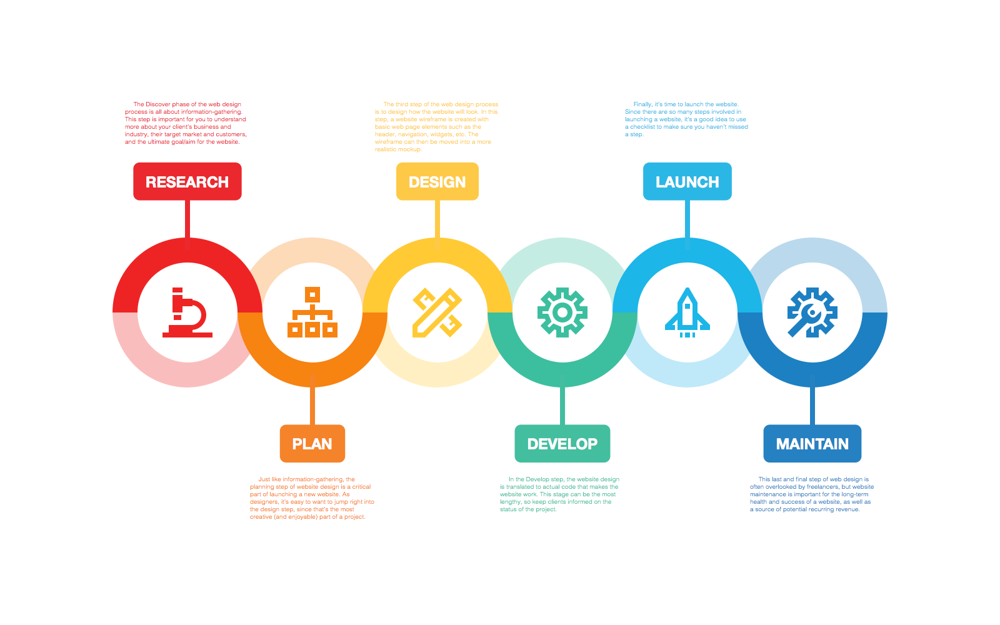 The Discover phase of the web design
process is all about information-gathering.
This step is important for you to understand
more about your client's business and
industry, their target market and customers,
and the ultimate goal/aim for the website.
RESEARCH
Just like information-gathering, the
planning step of website design is a critical
part of launching a new website. As
designers, it's easy to want to jump right into
the design step, since that's the most
creative (and enjoyable) part of a project.
PLAN
The third step of the web design process
is to design how the website will look. In this
step, a website wireframe is created with
basic web page elements such as the
header, navigation, widgets, etc. The
wireframe can then be moved into a more
realistic mockup.
DESIGN
In the Develop step, the website design
is translated to actual code that makes the
website work. This stage can be the most
lengthy, so keep clients informed on the
status of the project.
DEVELOP
Finally, it's time to launch the website.
Since there are so many steps involved in
launching a website, it's a good idea to use
a checklist to make sure you haven't missed
a step.
LAUNCH
This last and final step of web design is
often overlooked by freelancers, but website
maintenance is important for the long-term
health and success of a website, as well as
a source of potential recurring revenue.
MAINTAIN